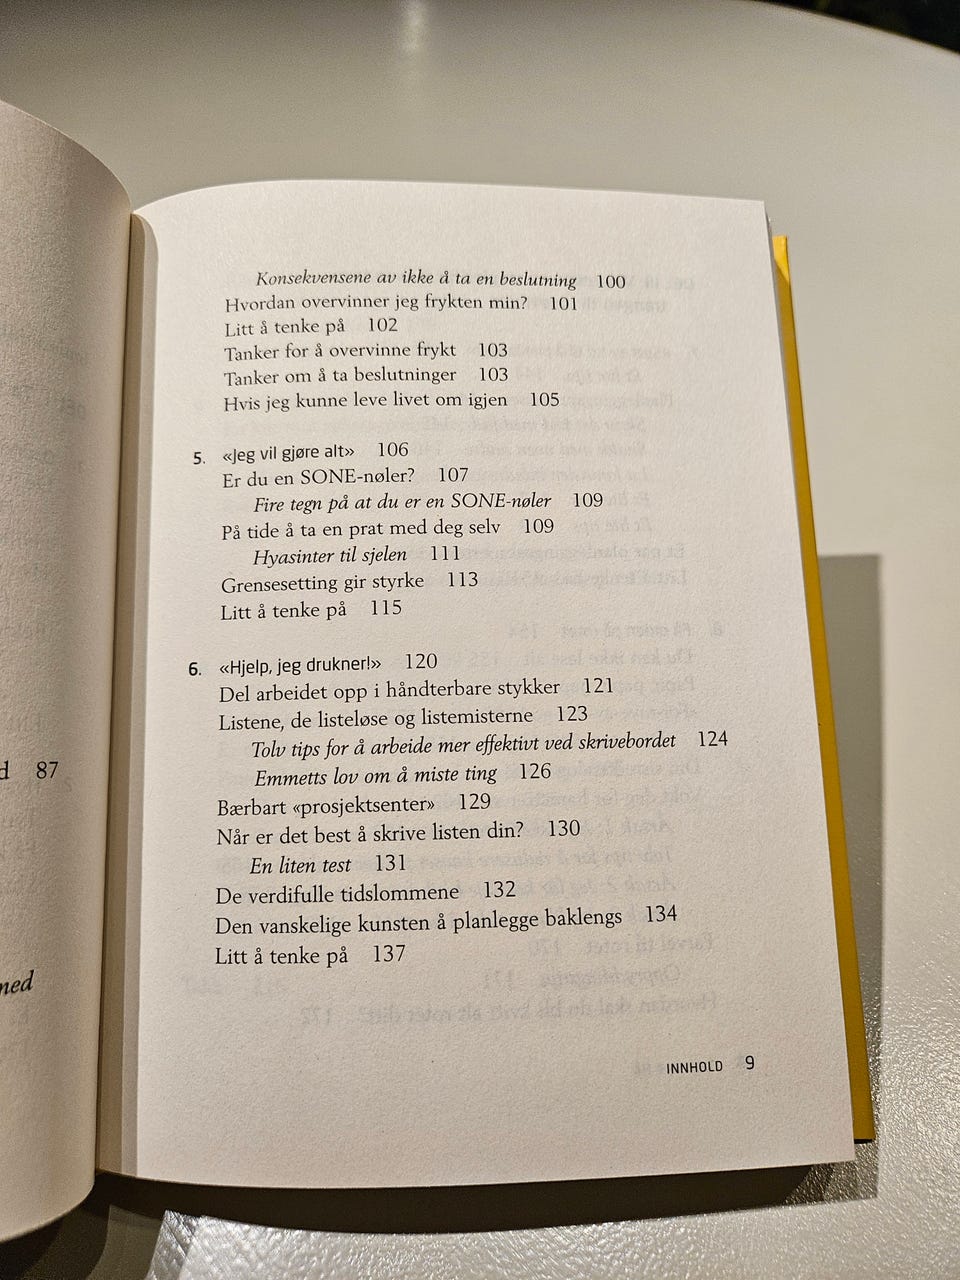 d 87
ned
Konsekvensene av ikke å ta en beslutning 100
Hvordan overvinner jeg frykten min? 101
Litt å tenke på 102
Tanker for å overvinne frykt 103
Tanker om å ta beslutninger 103
Hvis jeg kunne leve livet om igjen 105
5. «Jeg vil gjøre alt» 106
Er du en SONE-nøler? 107
Fire tegn på at du er en SONE-nøler 109
På tide å ta en prat med deg selv 109
Hyasinter til sjelen 111
Grensesetting gir styrke 113
Litt å tenke på 115
6. «Hjelp, jeg drukner!» 120
Del arbeidet opp i håndterbare stykker 121
Listene, de listeløse og listemisterne 123
Tolv tips for å arbeide mer effektivt ved skrivebordet 124
Emmetts lov om å miste ting 126
Bærbart «prosjektsenter» 129
Når er det best å skrive listen din? 130
En liten test 131
De verdifulle tidslommene 132
Den vanskelige kunsten å planlegge baklengs 134
Litt å tenke på 137
INNHOLD 9